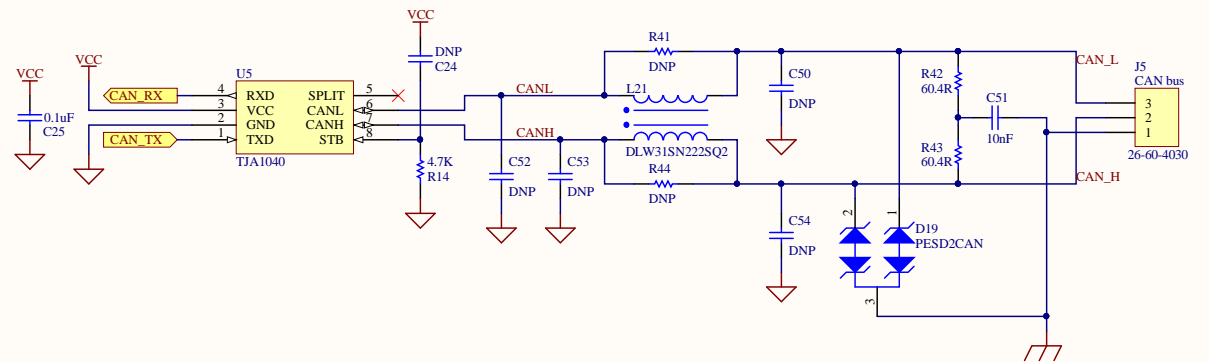 VCC
DNP
C24
VCC
VCC
0.1uF
C25
U5
CAN_RX
CAN_TX
4
3
2
1
RXD
VCC
GND
TXD
SPLIT
CANL
CANH
STB
5
6
7
8
TJA1040
4.7K
R14
CANL
CANH
C52
DNP
C53
DNP
R41
DNP
L21
DLW31SN222SQ2
R44
DNP
C50
DNP
C54
DNP
R42
60.4R
R43
60.4R
C51
10nF
2
1
D19
PESD2CAN
3
CAN_L
CAN_H
J5
CAN bus
3
2
1
26-60-4030